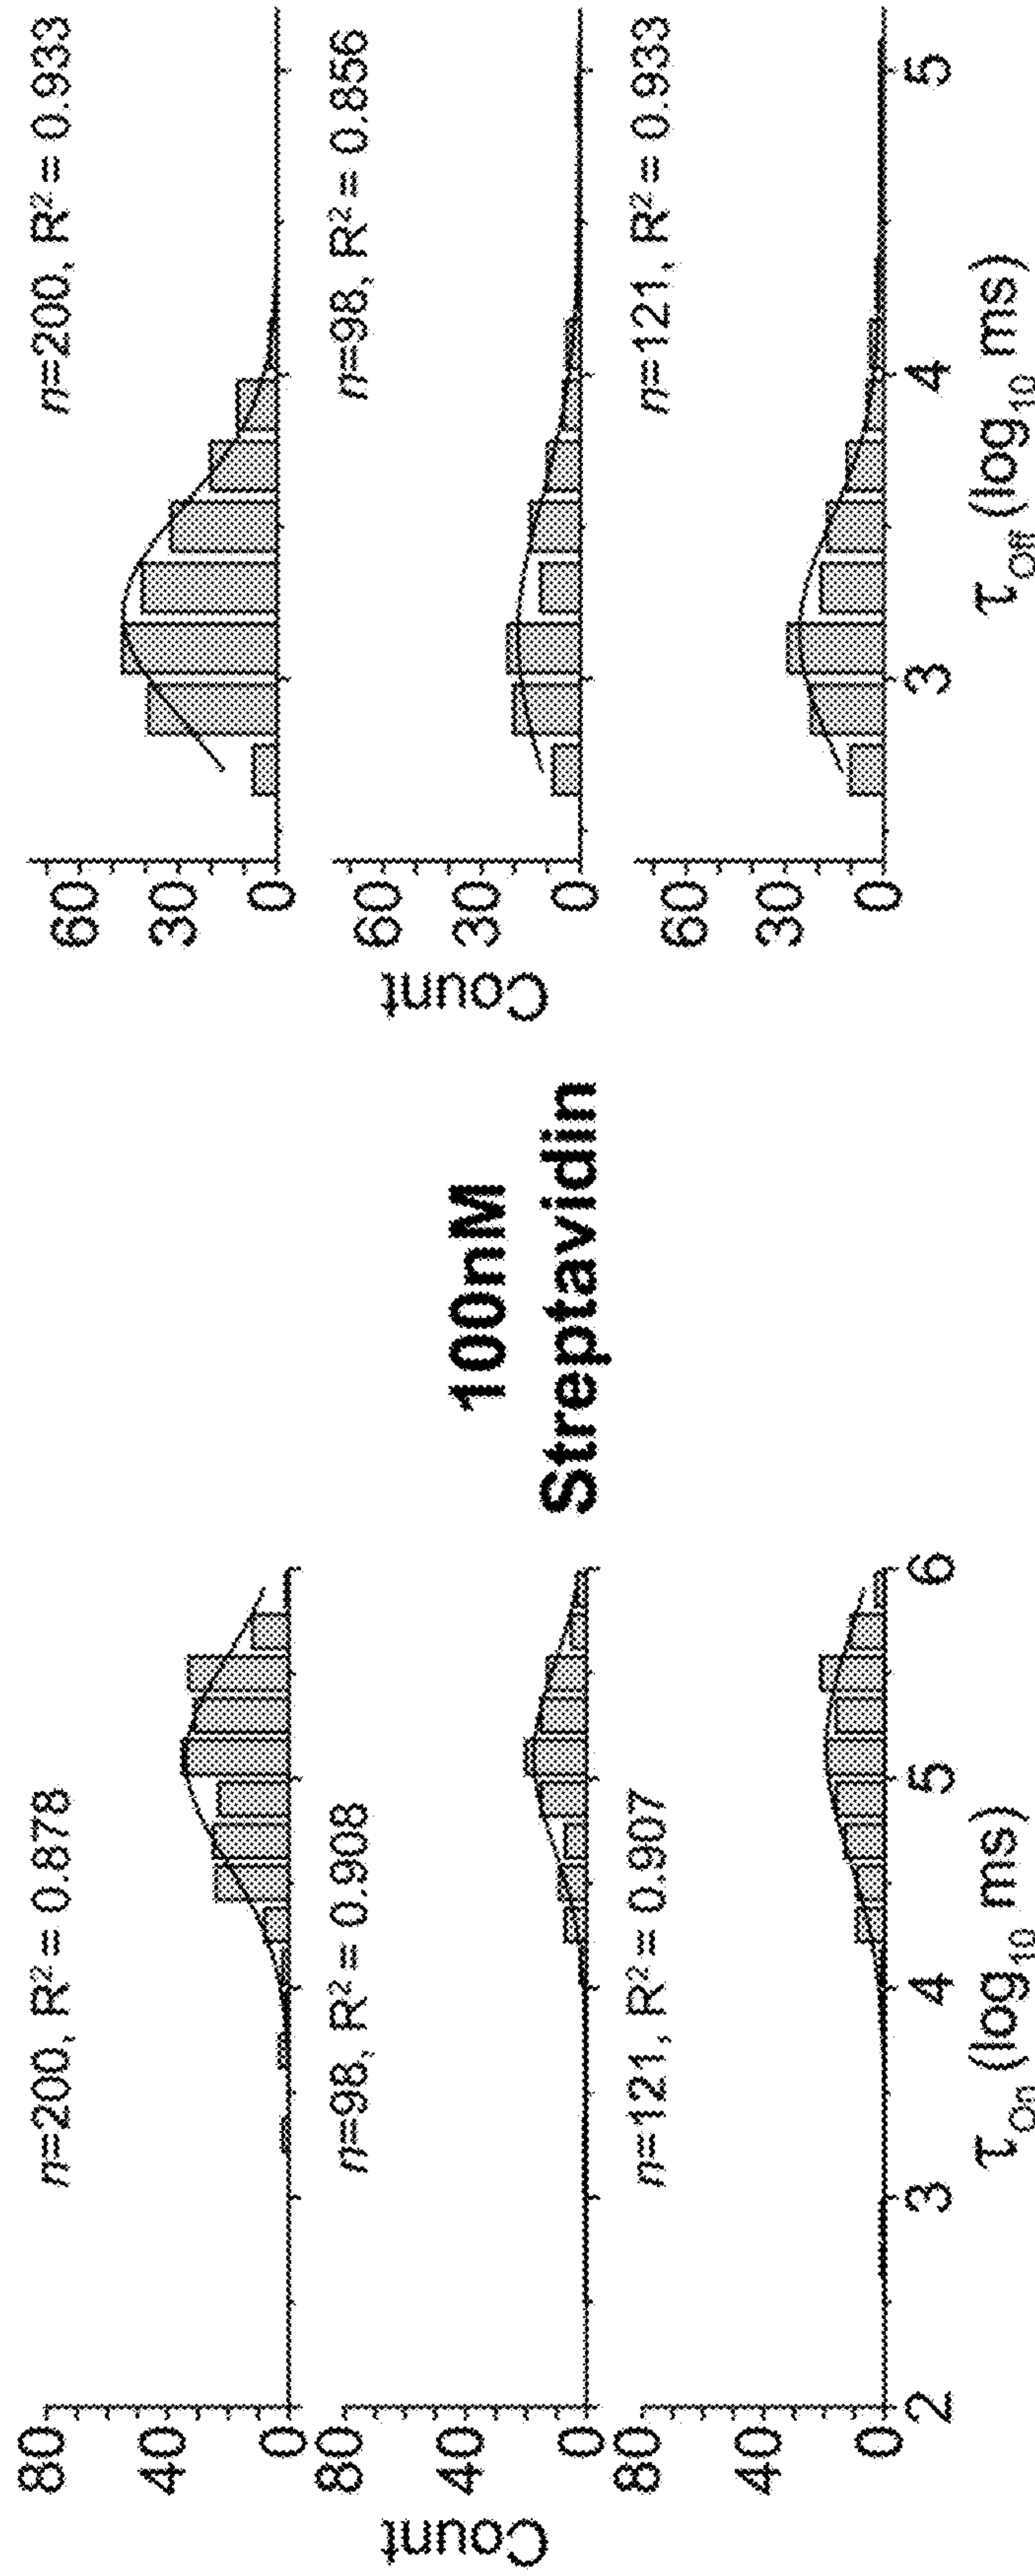 n=200, R² = 0.878
80
40
0
n=98, R² = 0.908
80
40
0
n=121, R² = 0.907
80
40
0
Count
2 3 4 5 6
τOn (log10 ms)
100nM
Streptavidin
n=200, R² = 0.933
60
30
0
n=98, R² = 0.856
60
30
0
n=121, R² = 0.933
60
30
0
Count
3 4 5
τOff (log10 ms)